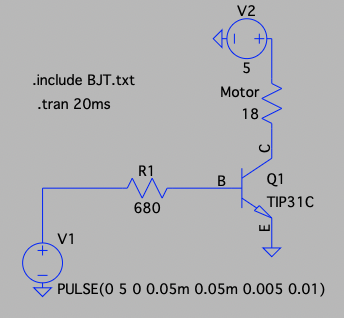 V2
+
5
.include BJT.txt
.tran 20ms
Motor
18
C
R1
B
Q1
680
TIP31C
E
V1
+
PULSE(0 5 0 0.05m 0.05m 0.005 0.01)